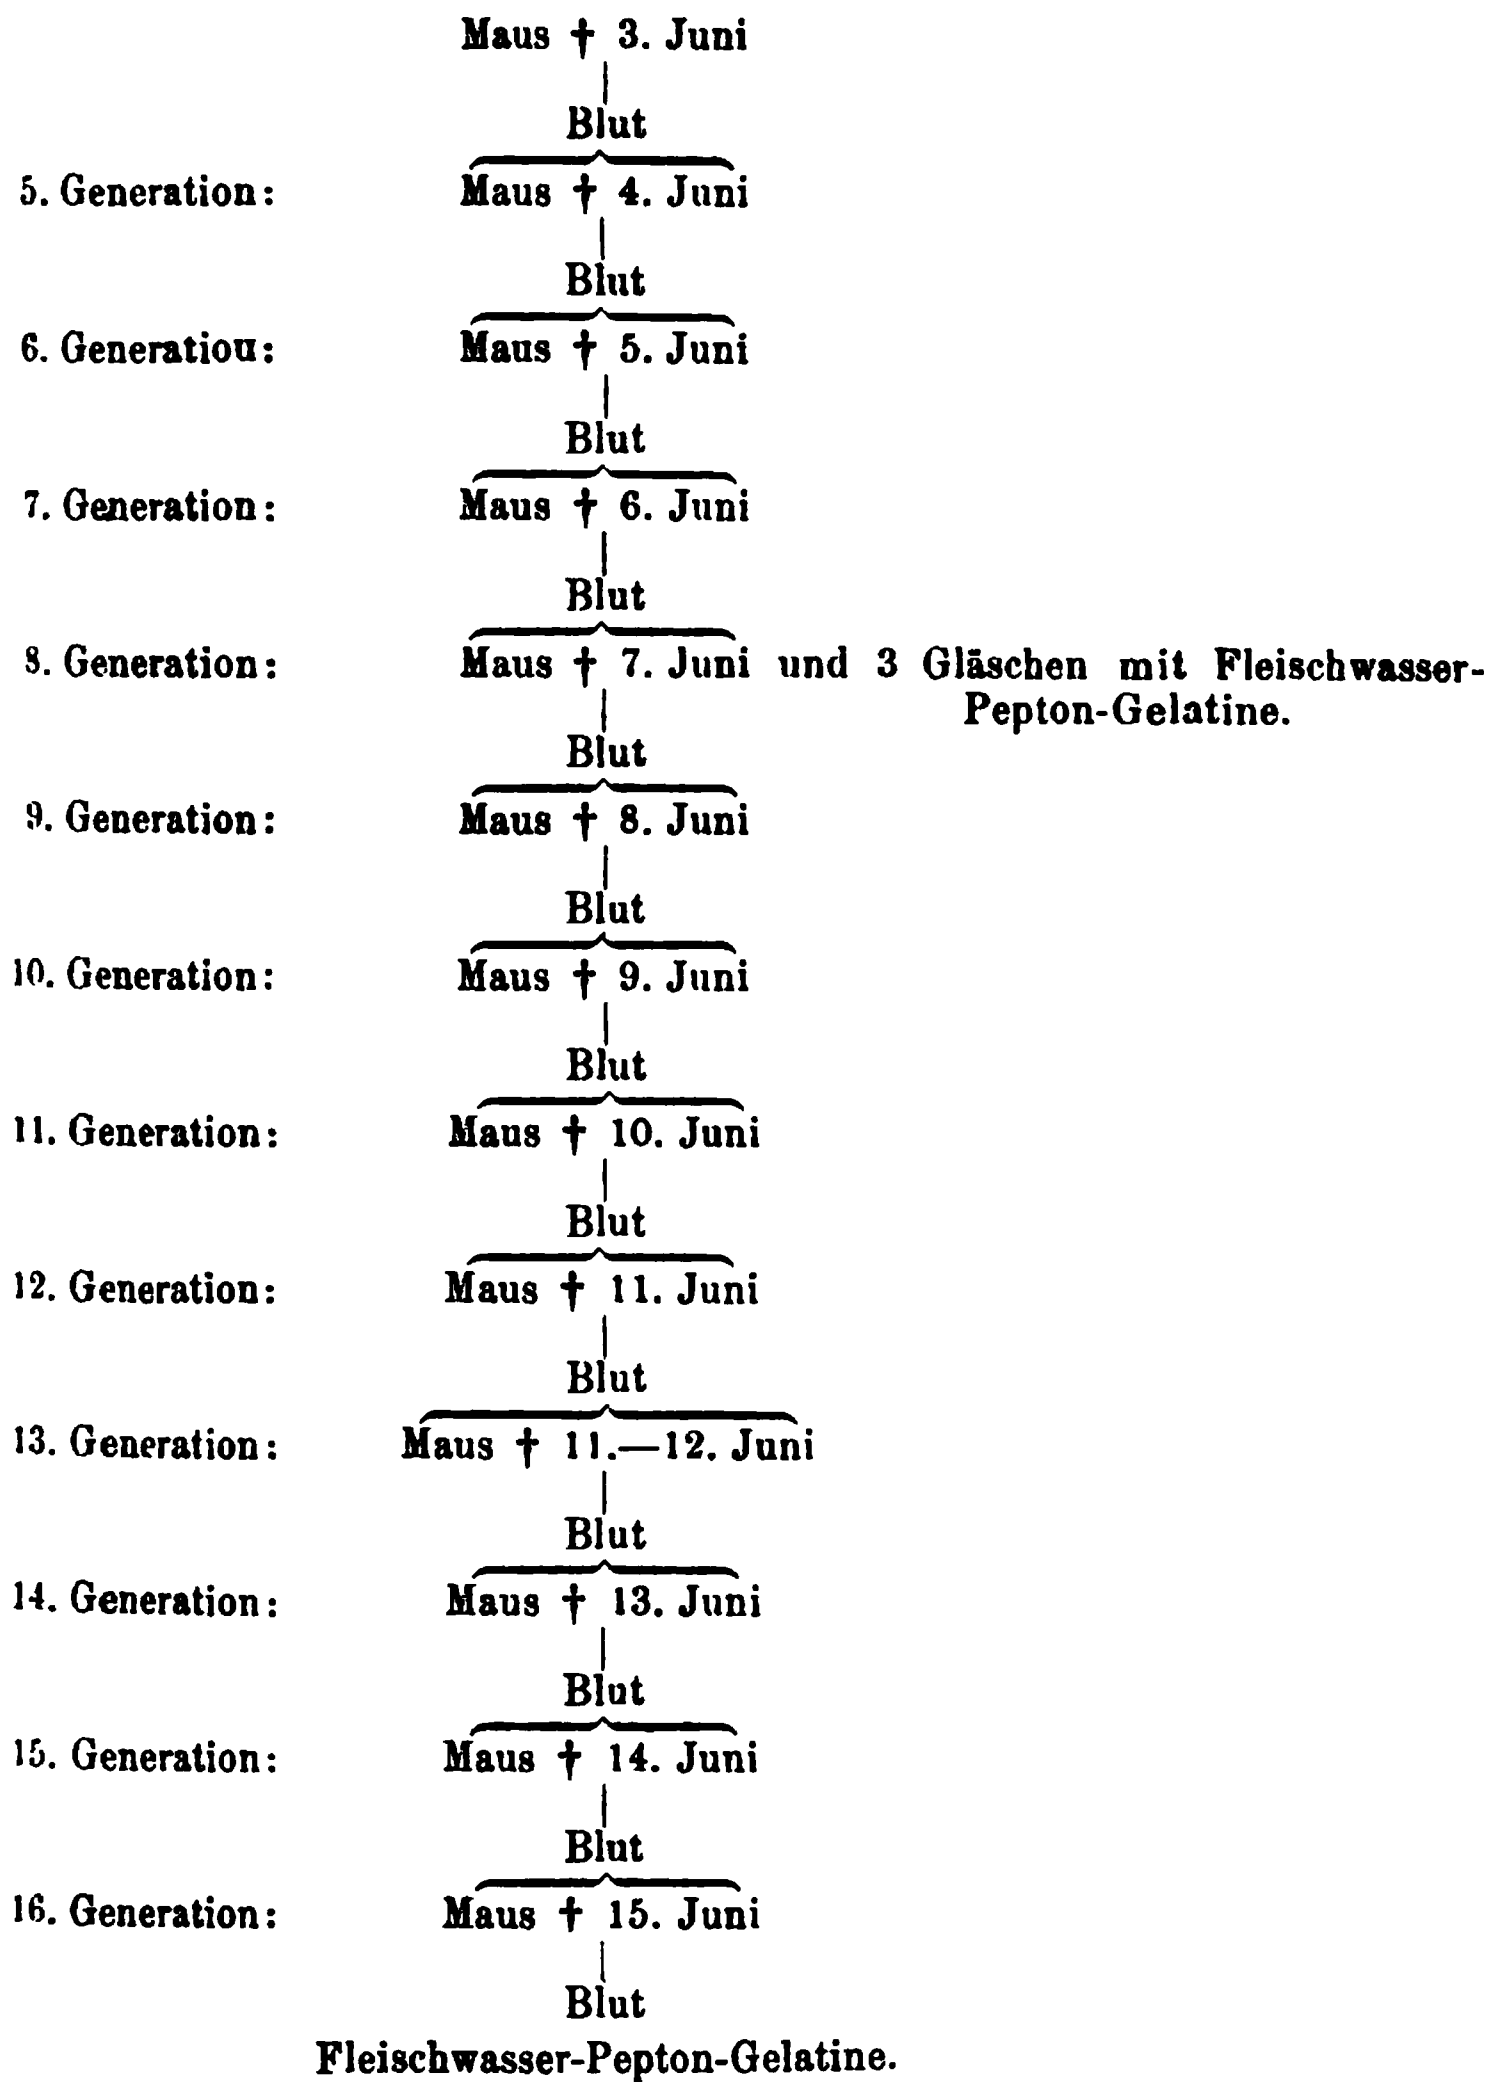 Maus † 3. Juni
Blut
5. Generation: Maus † 4. Juni
Blut
6. Generation: Maus † 5. Juni
Blut
7. Generation: Maus † 6. Juni
Blut
8. Generation: Maus † 7. Juni und 3 Gläschen mit Fleischwasser-
Pepton-Gelatine.
Blut
9. Generation: Maus † 8. Juni
Blut
10. Generation: Maus † 9. Juni
Blut
11. Generation: Maus † 10. Juni
Blut
12. Generation: Maus † 11. Juni
Blut
13. Generation: Maus † 11.—12. Juni
Blut
14. Generation: Maus † 13. Juni
Blut
15. Generation: Maus † 14. Juni
Blut
16. Generation: Maus † 15. Juni
Blut
Fleischwasser-Pepton-Gelatine.